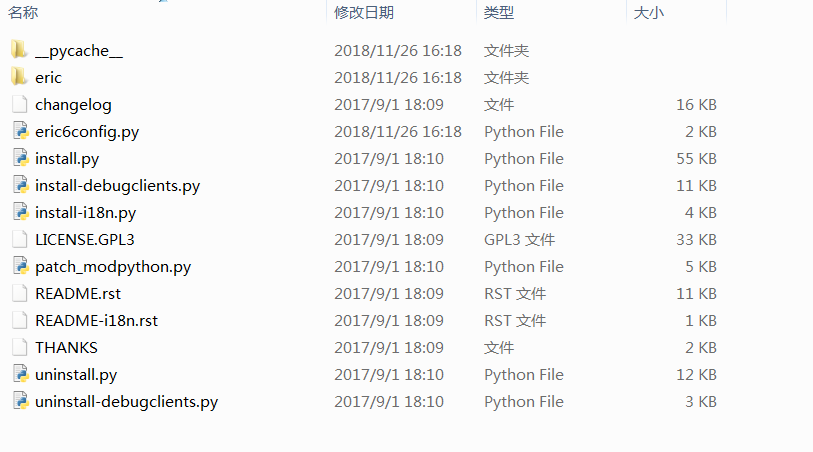 名称 修改日期 类型 大小
__pycache__ 2018/11/26 16:18 文件夹
eric 2018/11/26 16:18 文件夹
changelog 2017/9/1 18:09 文件 16 KB
eric6config.py 2018/11/26 16:18 Python File 2 KB
install.py 2017/9/1 18:10 Python File 55 KB
install-debugclients.py 2017/9/1 18:10 Python File 11 KB
install-i18n.py 2017/9/1 18:10 Python File 4 KB
LICENSE.GPL3 2017/9/1 18:09 GPL3 文件 33 KB
patch_modpython.py 2017/9/1 18:10 Python File 5 KB
README.rst 2017/9/1 18:09 RST 文件 11 KB
README-i18n.rst 2017/9/1 18:09 RST 文件 1 KB
THANKS 2017/9/1 18:09 文件 2 KB
uninstall.py 2017/9/1 18:10 Python File 12 KB
uninstall-debugclients.py 2017/9/1 18:10 Python File 3 KB